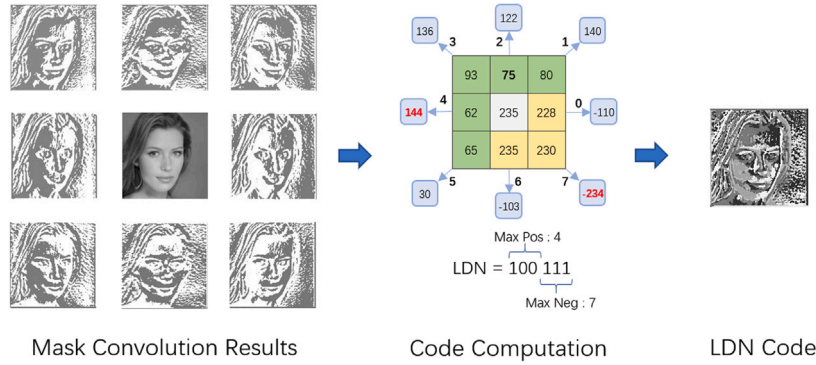 122
136
140
3
2
1
93 75 80
144
4
62 235 228
0
-110
65 235 230
30
5
6
7
-103
-234
Max Pos : 4
LDN = 100 111
Max Neg : 7
Mask Convolution Results
Code Computation
LDN Code